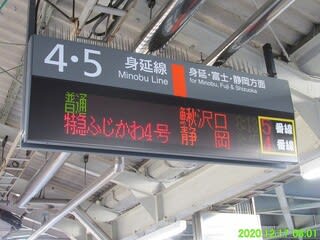 4・5 身延線 身延・富士・静岡方面
Minobu Line for Minobu, Fuji & Shizuoka
普通 鰍沢口 5番線
特急ふじかわ4号 静岡 4番線
2020.12.17 08:01